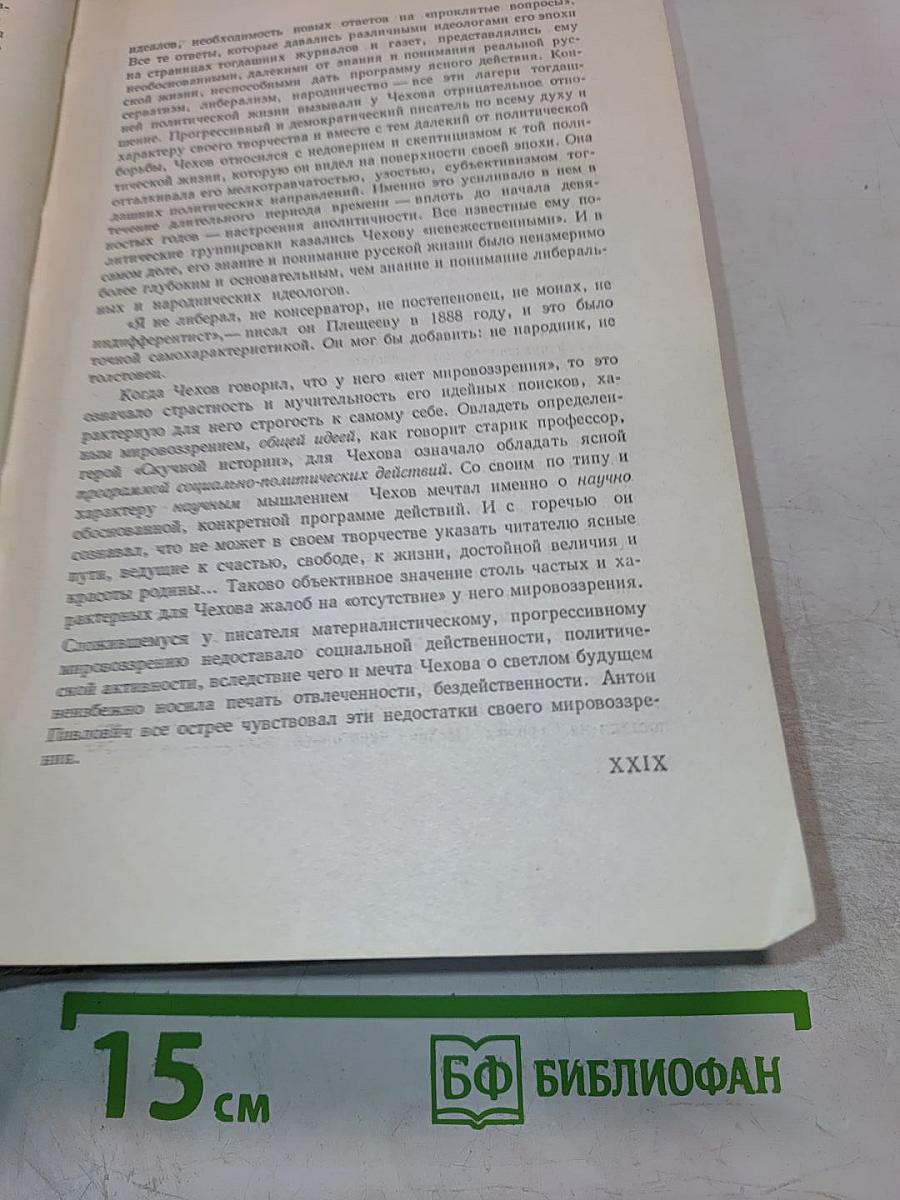 идеалов, необходимость новых ответов на «проклятые вопросы».
Все те ответы, которые давались различными идеологами его эпохи
на страницах тогдашних журналов и газет, представлялись ему
необоснованными, далекими от знания и понимания реальной рус-
ской жизни, неспособными дать программу ясного действия. Кон-
серватизм, либерализм, народничество — все эти лагери тогдаш-
ней политической жизни вызывали у Чехова отрицательное отно-
шение. Прогрессивный и демократический писатель по всему духу и
характеру своего творчества и вместе с тем далекий от политической
борьбы, Чехов относился с недоверием и скептицизмом к той поли-
тической жизни, которую он видел на поверхности своей эпохи. Она
отталкивала его мелкотравчатостью, узостью, субъективизмом тог-
дашних политических направлений. Именно это усиливало в нем в
течение длительного периода времени — вплоть до начала девя-
ностых годов — настроения аполитичности. Все известные ему по-
литические группировки казались Чехову «невежественными». И в
самом деле, его знание и понимание русской жизни было неизмеримо
более глубоким и основательным, чем знание и понимание либераль-
ных и народнических идеологов.
«Я не либерал, не консерватор, не постепеновец, не монах, не
индифферентист»,— писал он Плещееву в 1888 году, и это было
точной самохарактеристикой. Он мог бы добавить: не народник, не
толстовец.
Когда Чехов говорил, что у него «нет мировоззрения», то это
означало страстность и мучительность его идейных поисков, ха-
рактерную для него строгость к самому себе. Овладеть определен-
ным мировоззрением, общей идеей, как говорит старик профессор,
герой «Скучной истории», для Чехова означало обладать ясной
программой социально-политических действий. Со своим по типу и
характеру научным мышлением Чехов мечтал именно о научно
обоснованной, конкретной программе действий. И с горечью он
сознавал, что не может в своем творчестве указать читателю ясные
пути, ведущие к счастью, свободе, к жизни, достойной величия и
красоты родины... Таково объективное значение столь частых и ха-
рактерных для Чехова жалоб на «отсутствие» у него мировоззрения.
Сложившемуся у писателя материалистическому, прогрессивному
мировоззрению недоставало социальной действенности, политиче-
ской активности, вследствие чего и мечта Чехова о светлом будущем
неизбежно носила печать отвлеченности, бездейственности. Антон
Павлович все острее чувствовал эти недостатки своего мировоззре-
ния.
XXIX
15 см
БФ БИБЛИОФАН